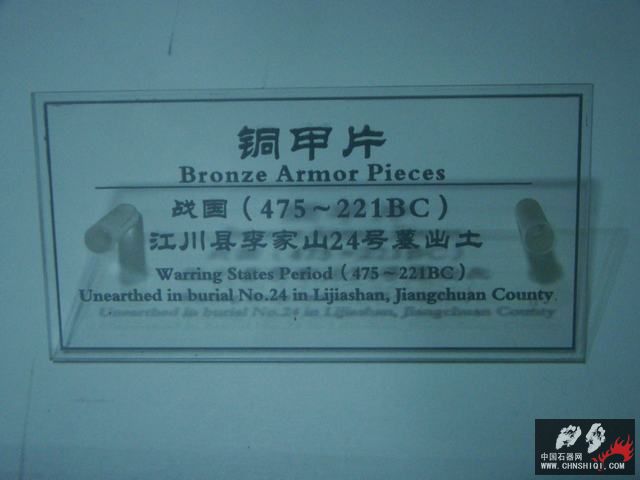 铜甲片
Bronze Armor Pieces
战国（475～221BC）
江川县李家山24号墓出土
Warring States Period（475～221BC）
Unearthed in burial No.24 in Lijiashan, Jiangchuan County.
中国石器网
WWW.CHNSHIQI.COM